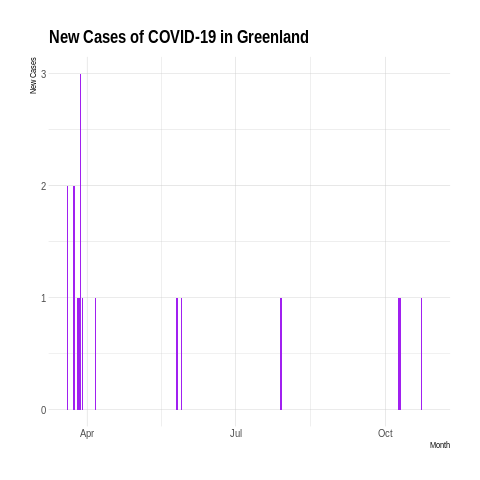 New Cases of COVID-19 in Greenland
New Cases
3
2
1
0
Apr
Jul
Oct
Month